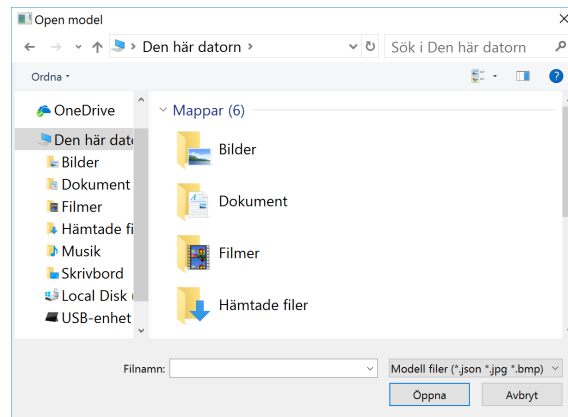 Open model
Den här datorn
Sök i Den här datorn
Ordna
OneDrive
Den här dato
Bilder
Dokument
Filmer
Hämtade fi
Musik
Skrivbord
Local Disk (
USB-enhet
Mappar (6)
Bilder
Dokument
Filmer
Hämtade filer
Filnamn:
Modell filer (*.json *.jpg *.bmp)
Öppna
Avbryt